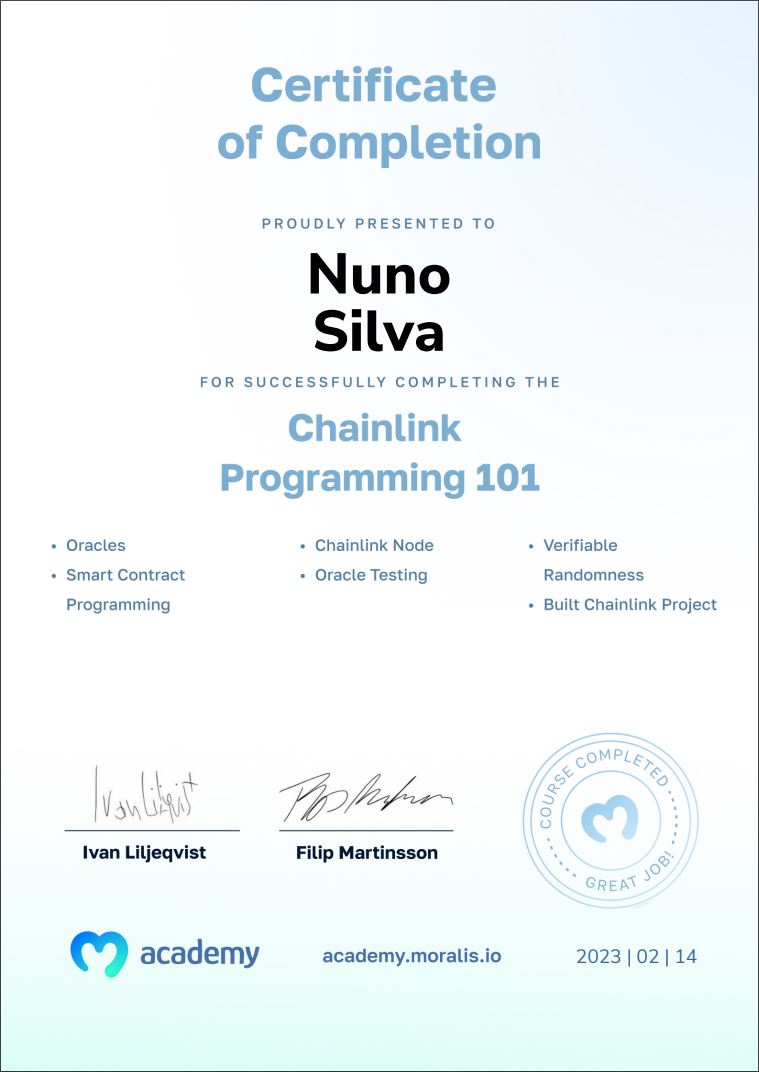 Certificate
of Completion
PROUDLY PRESENTED TO
Nuno
Silva
FOR SUCCESSFULLY COMPLETING THE
Chainlink
Programming 101
• Oracles
• Smart Contract
Programming
• Chainlink Node
• Oracle Testing
• Verifiable
Randomness
• Built Chainlink Project
Ivan Liljeqvist
Ivan Liljeqvist
Filip Martinsson
COURSE COMPLETED
GREAT JOB!
academy
academy.moralis.io
2023 | 02 | 14